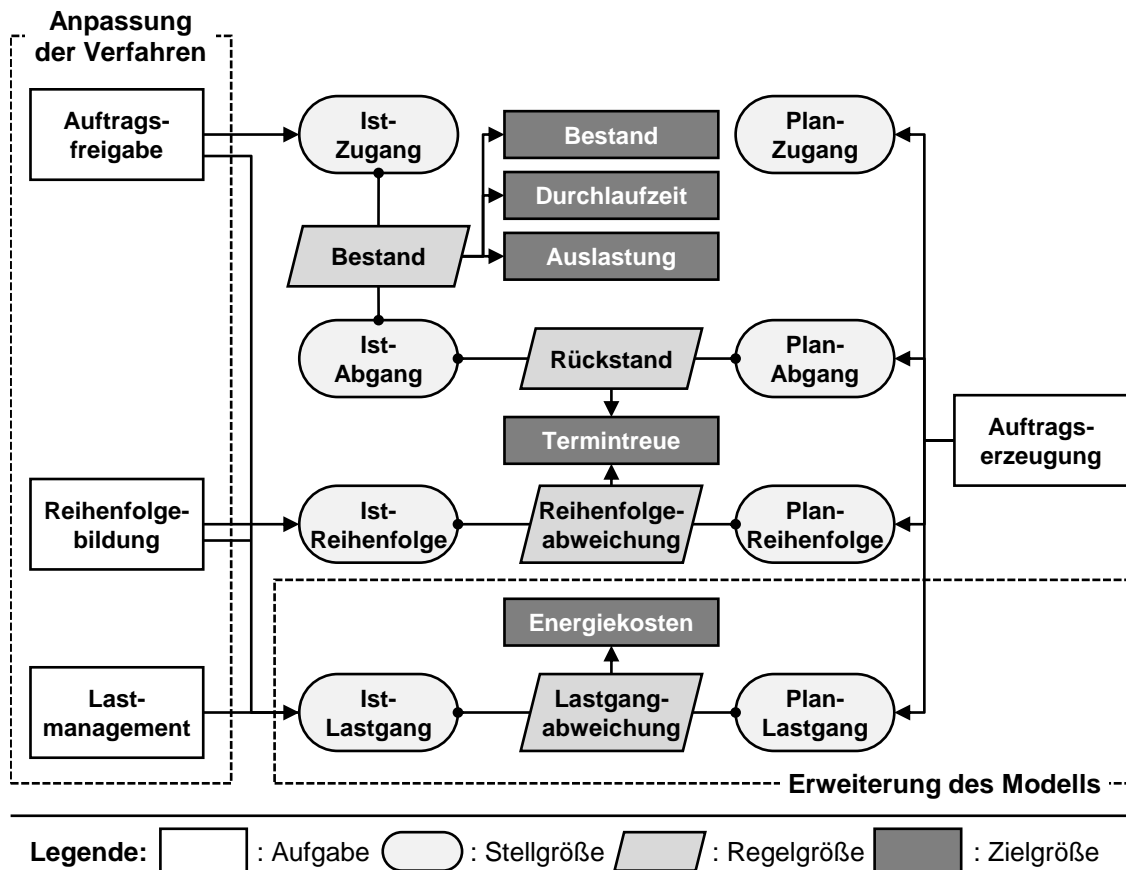 Anpassung
der Verfahren
Auftrags-
freigabe
Ist-
Zugang
Bestand
Plan-
Zugang
Durchlaufzeit
Bestand
Auslastung
Ist-
Abgang
Rückstand
Plan-
Abgang
Termintreue
Auftrags-
erzeugung
Reihenfolge-
bildung
Ist-
Reihenfolge
Reihenfolge-
abweichung
Plan-
Reihenfolge
Energiekosten
Last-
management
Ist-
Lastgang
Lastgang-
abweichung
Plan-
Lastgang
Erweiterung des Modells
Legende: : Aufgabe : Stellgröße : Regelgröße : Zielgröße